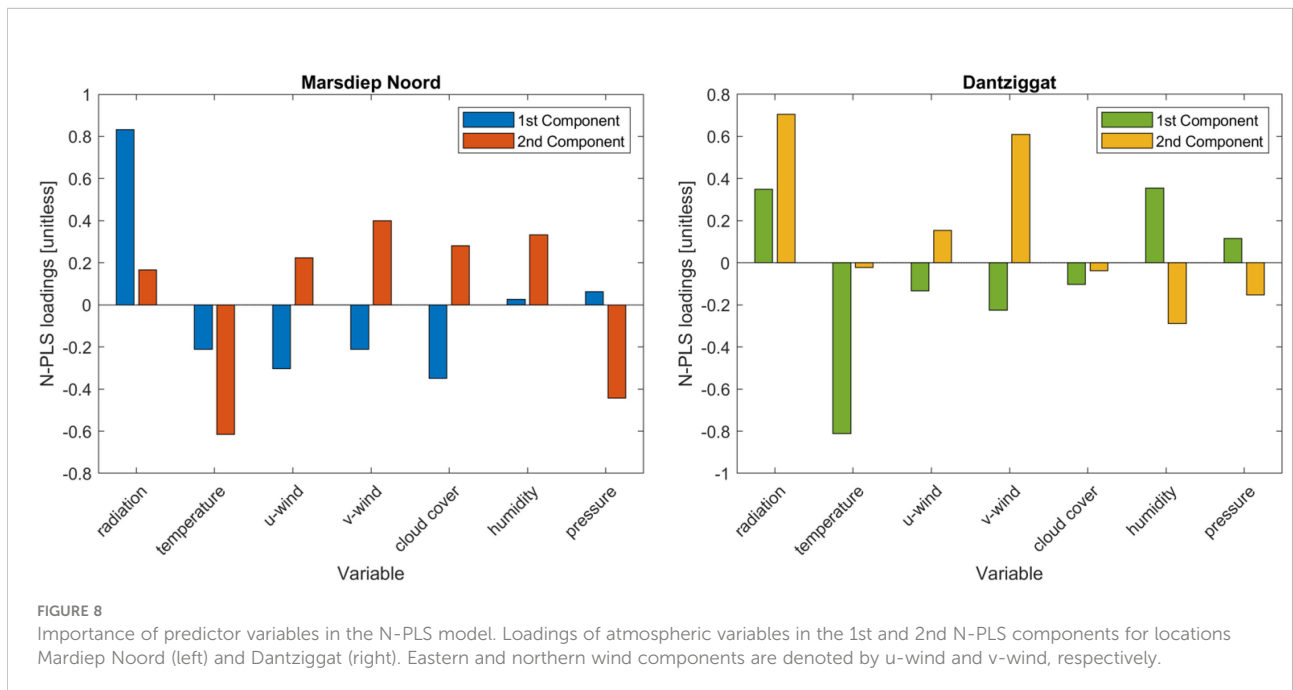 Marsdiep Noord
1st Component
2nd Component
N-PLS loadings [unitless]
1
0.8
0.6
0.4
0.2
0
-0.2
-0.4
-0.6
-0.8
radiation
temperature
u-wind
v-wind
cloud cover
humidity
pressure
Variable
Dantziggat
1st Component
2nd Component
N-PLS loadings [unitless]
0.8
0.6
0.4
0.2
0
-0.2
-0.4
-0.6
-0.8
-1
radiation
temperature
u-wind
v-wind
cloud cover
humidity
pressure
Variable
FIGURE 8
Importance of predictor variables in the N-PLS model. Loadings of atmospheric variables in the 1st and 2nd N-PLS components for locations
Mardiep Noord (left) and Dantziggat (right). Eastern and northern wind components are denoted by u-wind and v-wind, respectively.